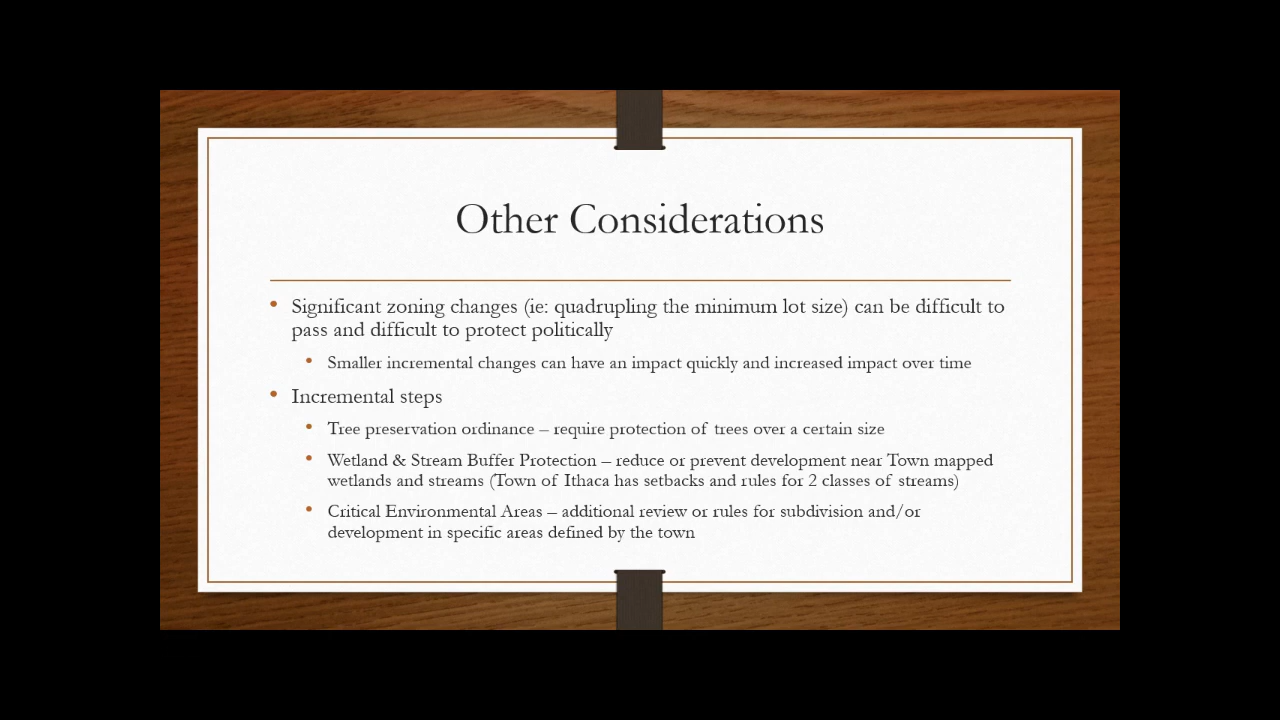 Other Considerations
• Significant zoning changes (ie: quadrupling the minimum lot size) can be difficult to
pass and difficult to protect politically
• Smaller incremental changes can have an impact quickly and increased impact over time
• Incremental steps
• Tree preservation ordinance – require protection of trees over a certain size
• Wetland & Stream Buffer Protection – reduce or prevent development near Town mapped
wetlands and streams (Town of Ithaca has setbacks and rules for 2 classes of streams)
• Critical Environmental Areas – additional review or rules for subdivision and/or
development in specific areas defined by the town